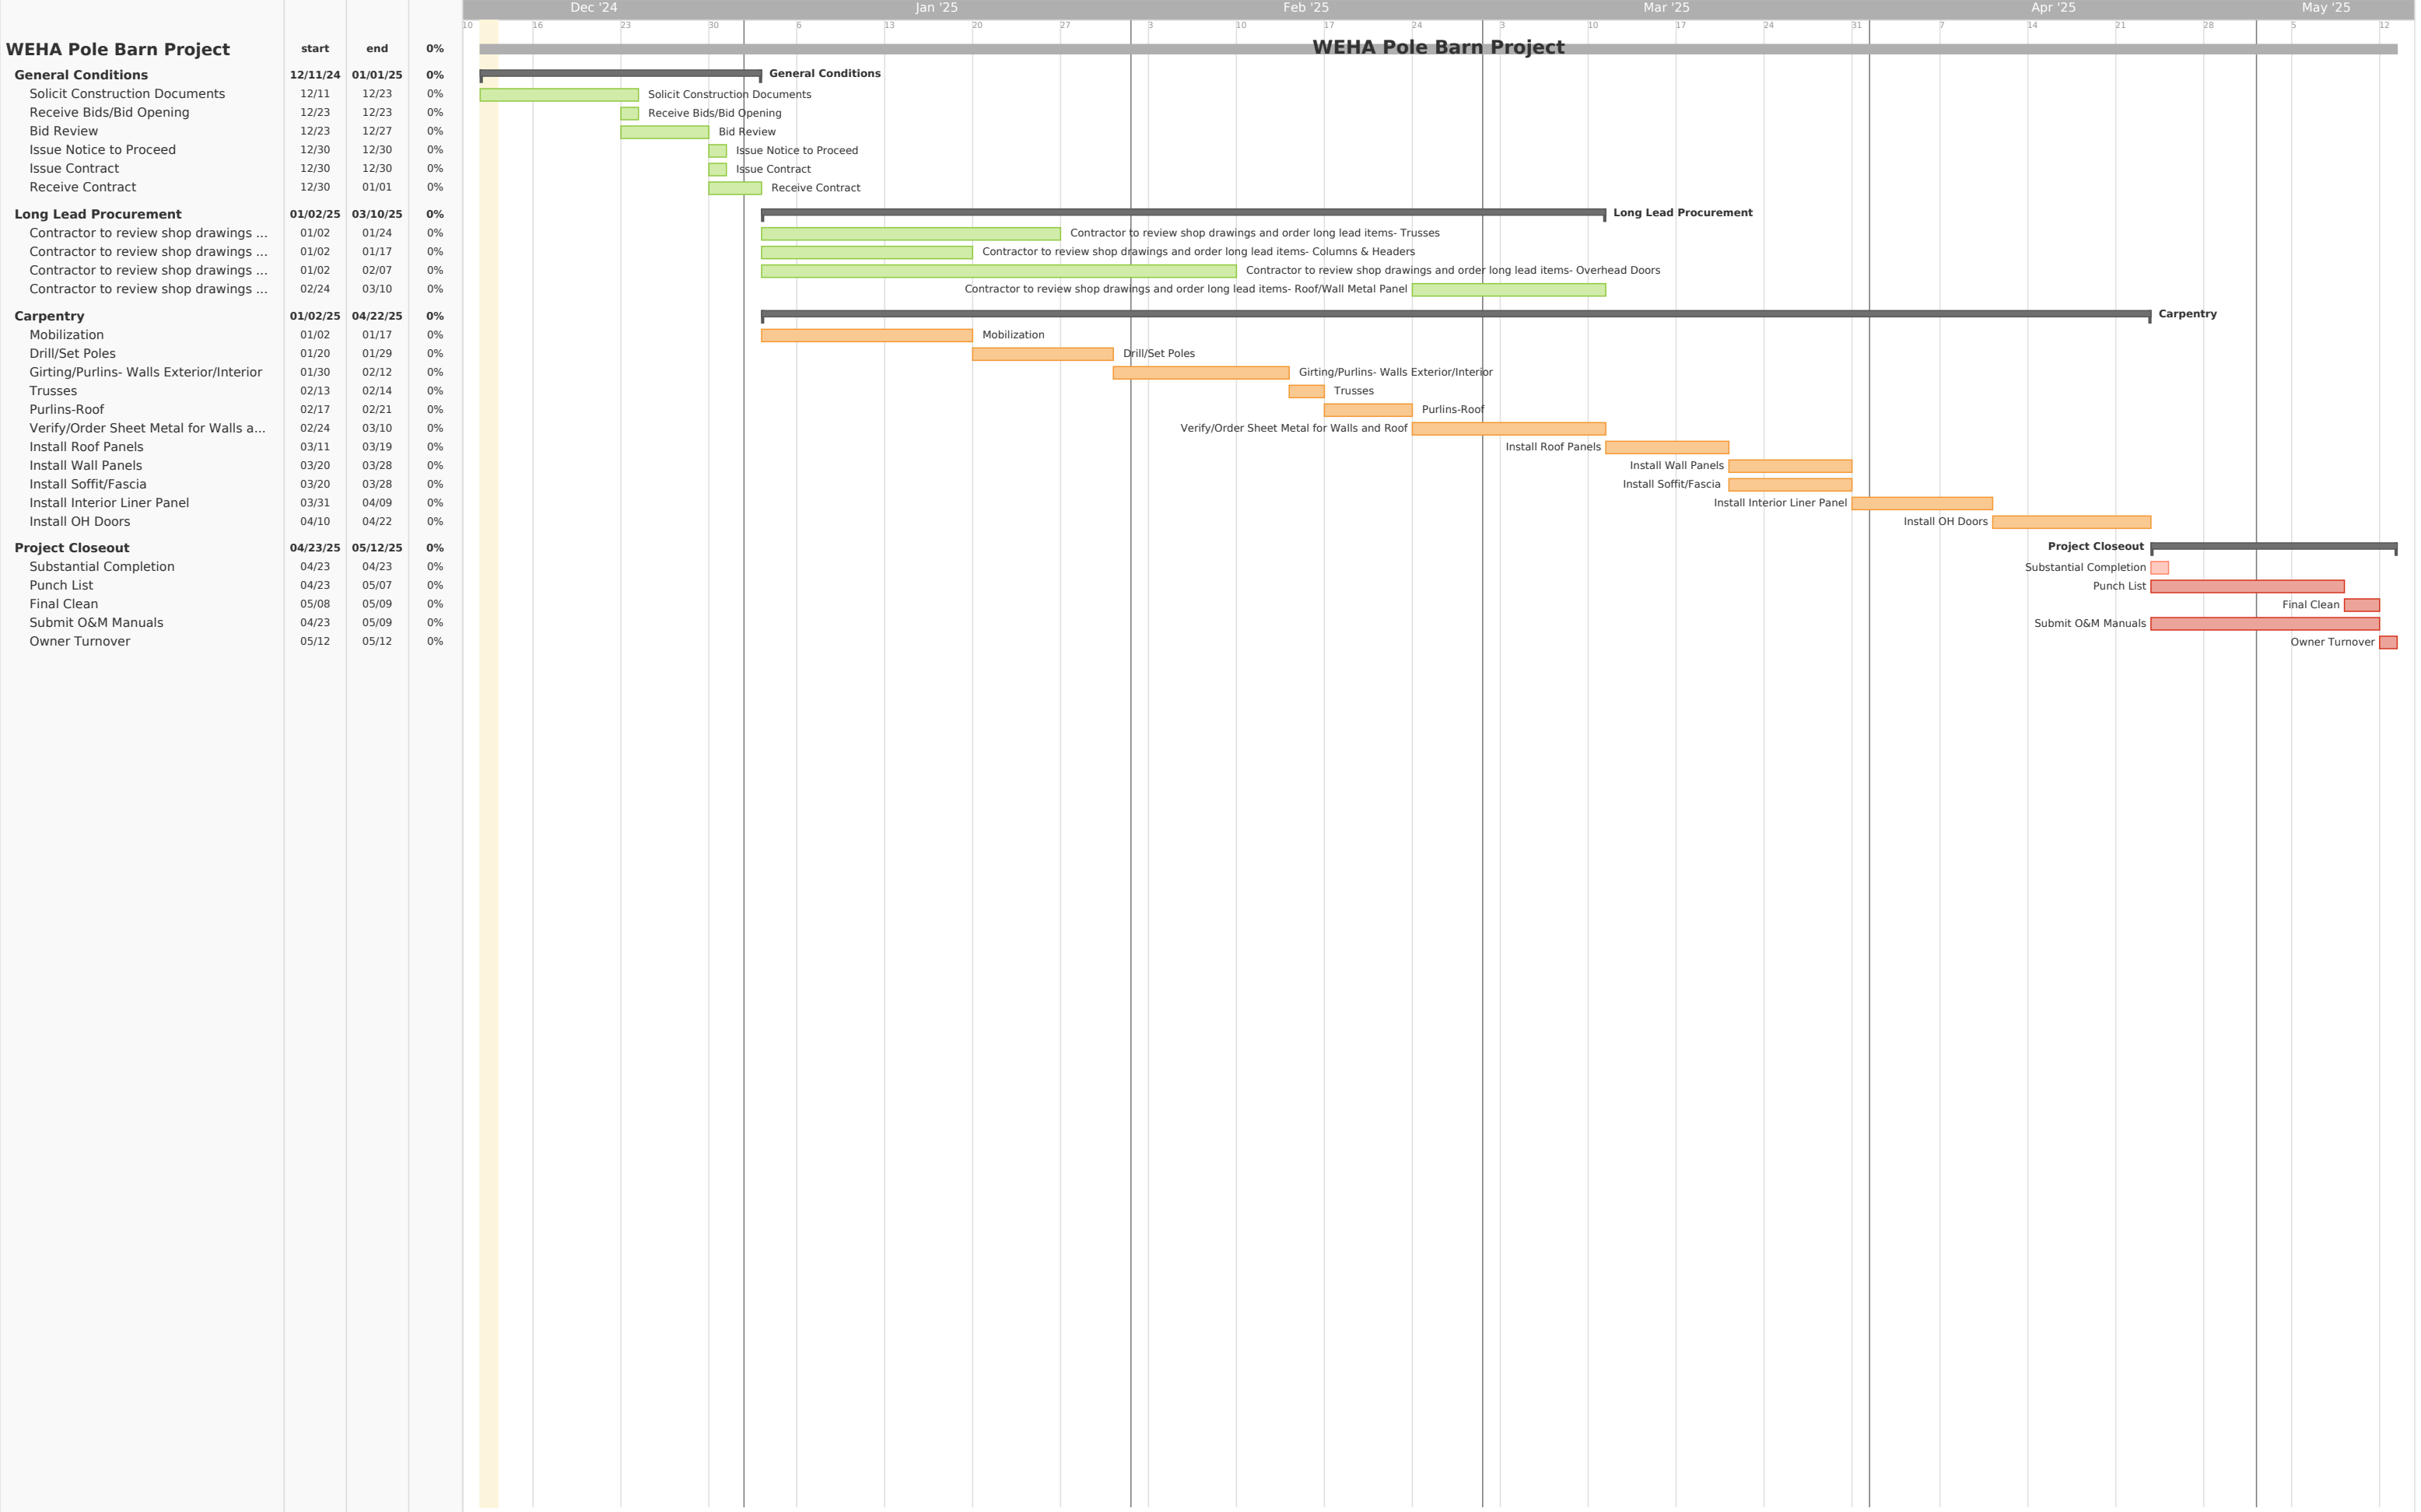 Dec '24 Jan '25 Feb '25 Mar '25 Apr '25 May '25
10 16 23 30 6 13 20 27 3 10 17 24 3 10 17 24 31 7 14 21 28 5 12
WEHA Pole Barn Project start end 0% WEHA Pole Barn Project
General Conditions 12/11/24 01/01/25 0% General Conditions
Solicit Construction Documents 12/11 12/23 0% Solicit Construction Documents
Receive Bids/Bid Opening 12/23 12/23 0% Receive Bids/Bid Opening
Bid Review 12/23 12/27 0% Bid Review
Issue Notice to Proceed 12/30 12/30 0% Issue Notice to Proceed
Issue Contract 12/30 12/30 0% Issue Contract
Receive Contract 12/30 01/01 0% Receive Contract
Long Lead Procurement 01/02/25 03/10/25 0% Long Lead Procurement
Contractor to review shop drawings ... 01/02 01/24 0% Contractor to review shop drawings and order long lead items- Trusses
Contractor to review shop drawings ... 01/02 01/17 0% Contractor to review shop drawings and order long lead items- Columns & Headers
Contractor to review shop drawings ... 01/02 02/07 0% Contractor to review shop drawings and order long lead items- Overhead Doors
Contractor to review shop drawings ... 02/24 03/10 0% Contractor to review shop drawings and order long lead items- Roof/Wall Metal Panel
Carpentry 01/02/25 04/22/25 0% Carpentry
Mobilization 01/02 01/17 0% Mobilization
Drill/Set Poles 01/20 01/29 0% Drill/Set Poles
Girting/Purlins- Walls Exterior/Interior 01/30 02/12 0% Girting/Purlins- Walls Exterior/Interior
Trusses 02/13 02/14 0% Trusses
Purlins-Roof 02/17 02/21 0% Purlins-Roof
Verify/Order Sheet Metal for Walls a... 02/24 03/10 0% Verify/Order Sheet Metal for Walls and Roof
Install Roof Panels 03/11 03/19 0% Install Roof Panels
Install Wall Panels 03/20 03/28 0% Install Wall Panels
Install Soffit/Fascia 03/20 03/28 0% Install Soffit/Fascia
Install Interior Liner Panel 03/31 04/09 0% Install Interior Liner Panel
Install OH Doors 04/10 04/22 0% Install OH Doors
Project Closeout 04/23/25 05/12/25 0% Project Closeout
Substantial Completion 04/23 04/23 0% Substantial Completion
Punch List 04/23 05/07 0% Punch List
Final Clean 05/08 05/09 0% Final Clean
Submit O&M Manuals 04/23 05/09 0% Submit O&M Manuals
Owner Turnover 05/12 05/12 0% Owner Turnover